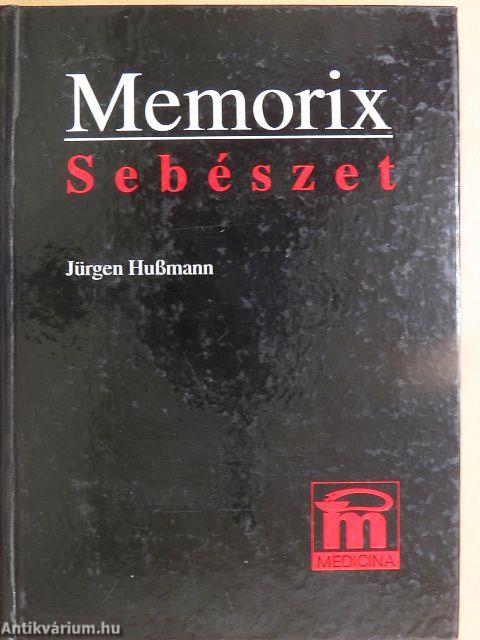 Memorix
Sebészet
Jürgen Hußmann
m
MEDICINA
Antikvárium.hu